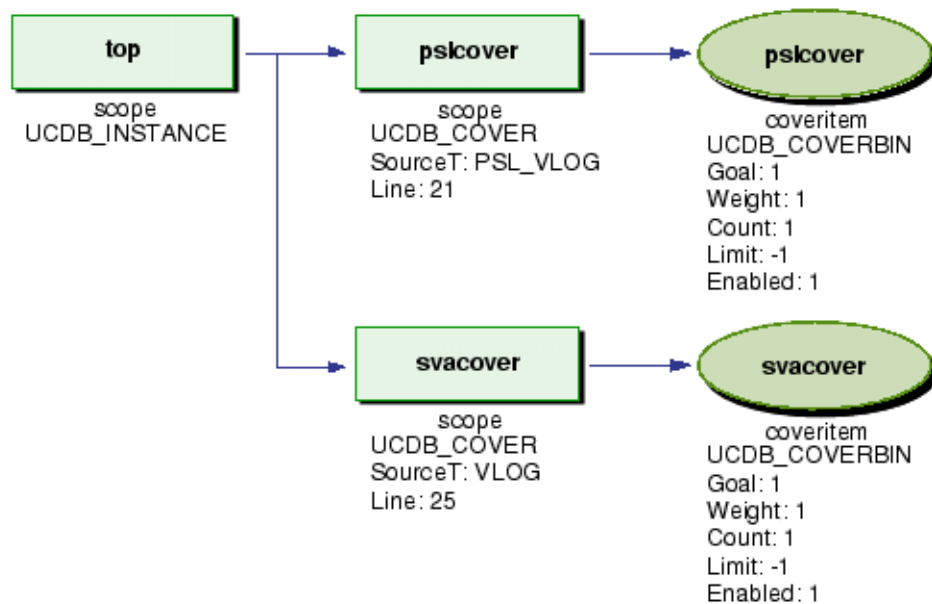 top
scope
UCDB_INSTANCE
pslcover
scope
UCDB_COVER
SourceT: PSL_VLOG
Line: 21
pslcover
coveritem
UCDB_COVERBIN
Goal: 1
Weight: 1
Count: 1
Limit: -1
Enabled: 1
svacover
scope
UCDB_COVER
SourceT: VLOG
Line: 25
svacover
coveritem
UCDB_COVERBIN
Goal: 1
Weight: 1
Count: 1
Limit: -1
Enabled: 1